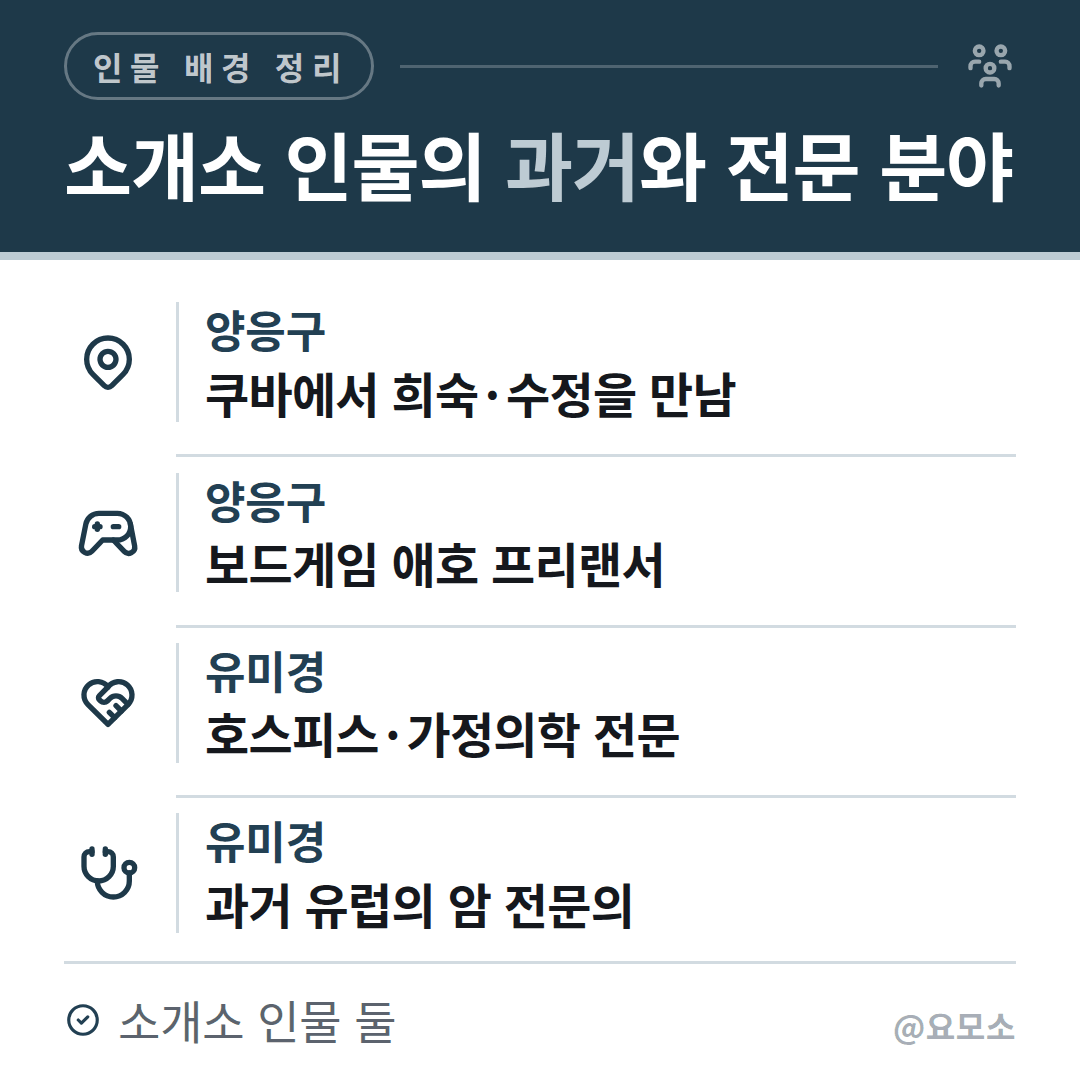 인물 배경 정리
소개소 인물의 과거와 전문 분야
양응구
쿠바에서 희숙·수정을 만남
양응구
보드게임 애호 프리랜서
유미경
호스피스·가정의학 전문
유미경
과거 유럽의 암 전문의
소개소 인물 둘
@요모소